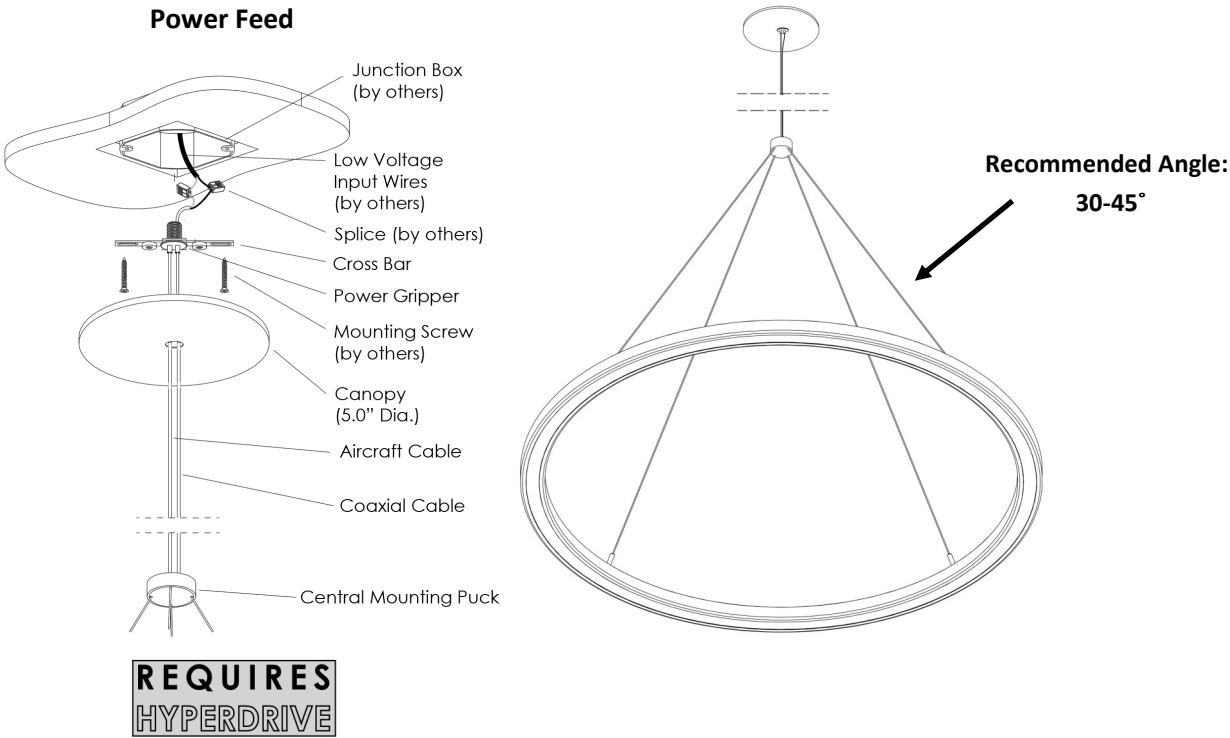 Power Feed
Junction Box
(by others)
Low Voltage
Input Wires
(by others)
Splice (by others)
Cross Bar
Power Gripper
Mounting Screw
(by others)
Canopy
(5.0” Dia.)
Aircraft Cable
Coaxial Cable
Central Mounting Puck
REQUIRES
HYPERDRIVE
Recommended Angle:
30-45°